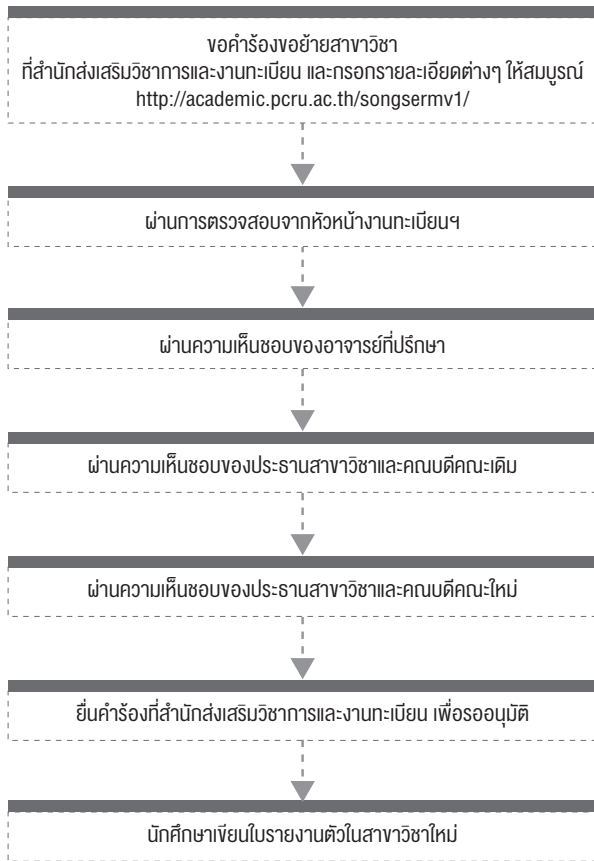 ขอคำร้องขอย้ายสาขาวิชา
ที่สำนักส่งเสริมวิชาการและงานทะเบียน และกรอกรายละเอียดต่างๆ ให้สมบูรณ์
http://academic.pcru.ac.th/songsermv1/
ผ่านการตรวจสอบจากหัวหน้างานทะเบียนฯ
ผ่านความเห็นชอบของอาจารย์ที่ปรึกษา
ผ่านความเห็นชอบของประธานสาขาวิชาและคณบดีคณะเดิม
ผ่านความเห็นชอบของประธานสาขาวิชาและคณบดีคณะใหม่
ยื่นคำร้องที่สำนักส่งเสริมวิชาการและงานทะเบียน เพื่อรออนุมัติ
นักศึกษาเขียนใบรายงานตัวในสาขาวิชาใหม่